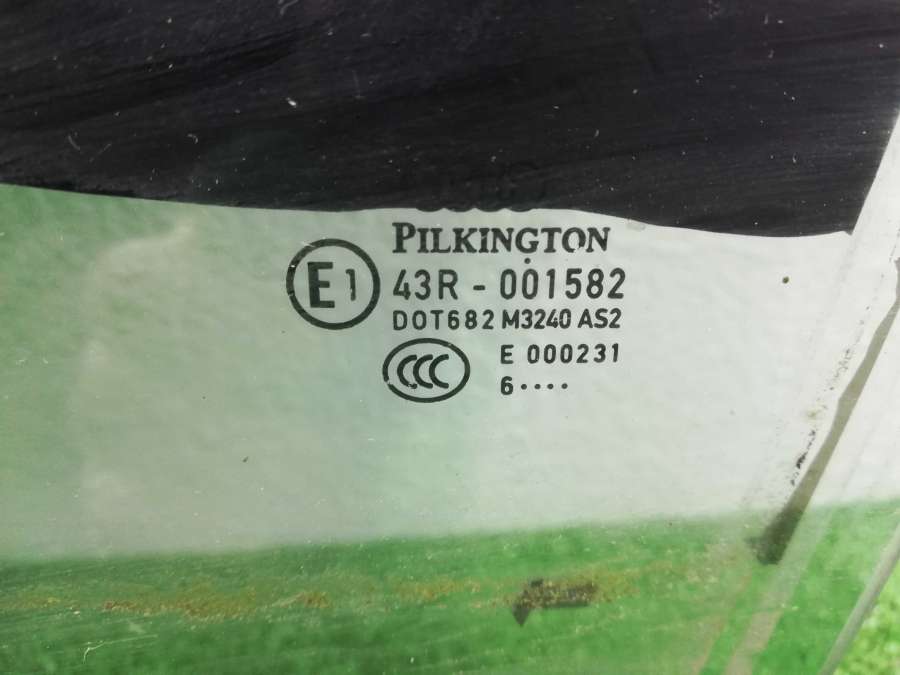 PILKINGTON
E1 43R - 001582
DOT682 M3240 AS2
CCC E 000231
6····